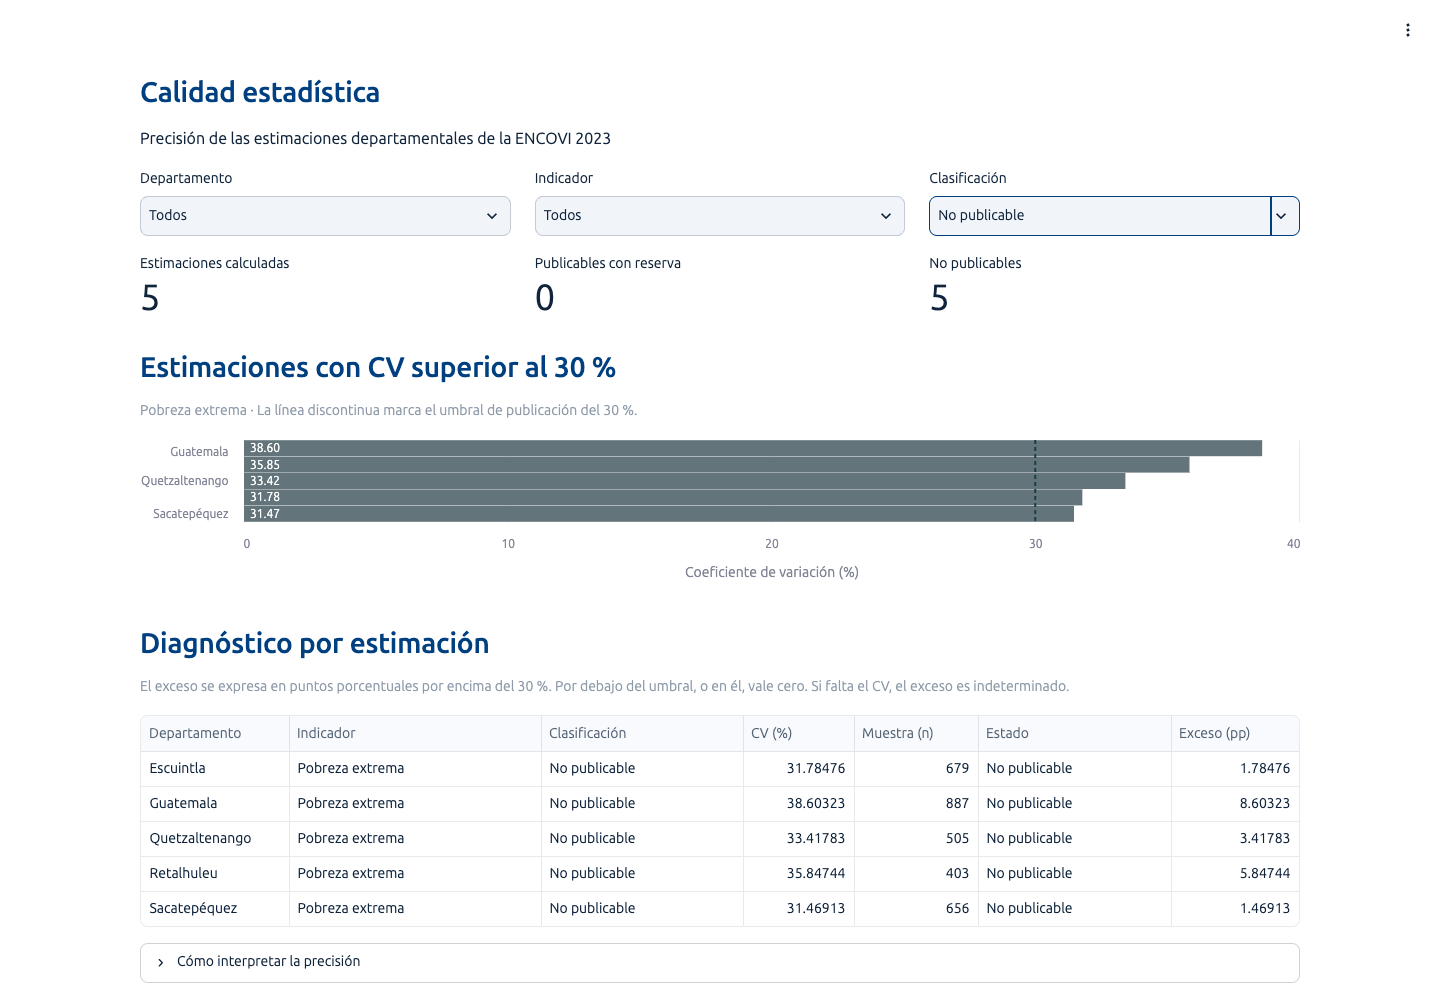 Calidad estadística
Precisión de las estimaciones departamentales de la ENCOVI 2023
Departamento Indicador Clasificación
Todos Todos No publicable
Estimaciones calculadas Publicables con reserva No publicables
5 0 5
Estimaciones con CV superior al 30 %
Pobreza extrema · La línea discontinua marca el umbral de publicación del 30 %.
Guatemala 38.60
35.85
Quetzaltenango 33.42
31.78
Sacatepéquez 31.47
0 10 20 30 40
Coeficiente de variación (%)
Diagnóstico por estimación
El exceso se expresa en puntos porcentuales por encima del 30 %. Por debajo del umbral, o en él, vale cero. Si falta el CV, el exceso es indeterminado.
Departamento Indicador Clasificación CV (%) Muestra (n) Estado Exceso (pp)
Escuintla Pobreza extrema No publicable 31.78476 679 No publicable 1.78476
Guatemala Pobreza extrema No publicable 38.60323 887 No publicable 8.60323
Quetzaltenango Pobreza extrema No publicable 33.41783 505 No publicable 3.41783
Retalhuleu Pobreza extrema No publicable 35.84744 403 No publicable 5.84744
Sacatepéquez Pobreza extrema No publicable 31.46913 656 No publicable 1.46913
Cómo interpretar la precisión